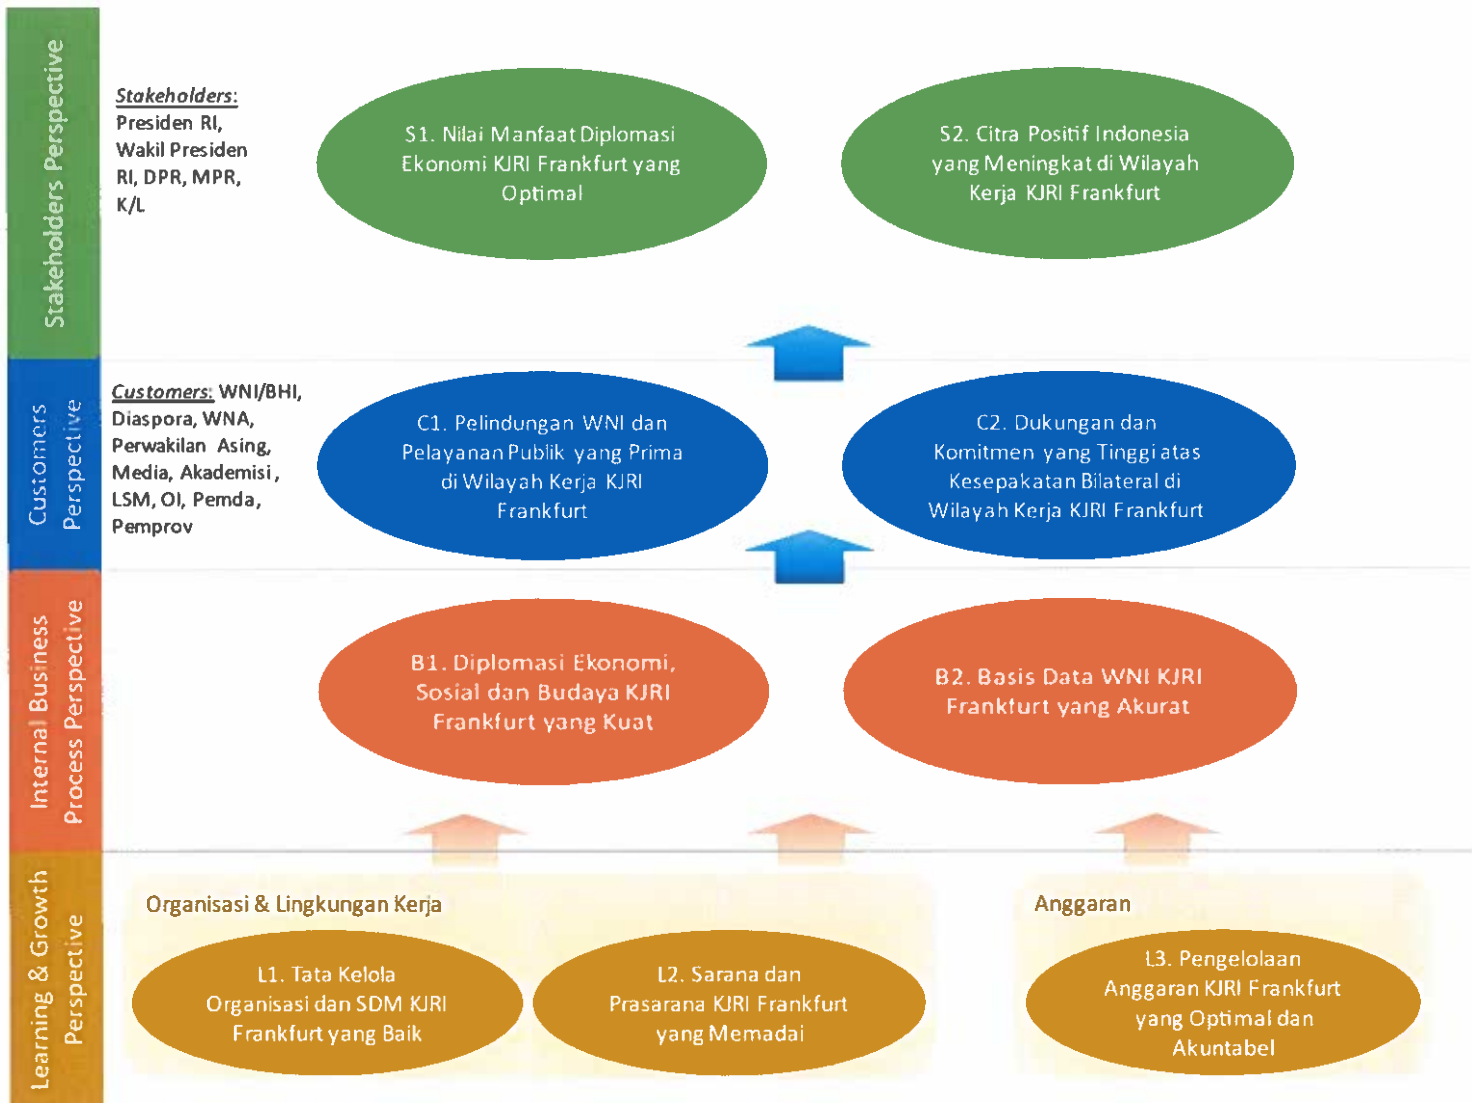 Stakeholders Perspective
Stakeholders:
Presiden RI,
Wakil Presiden
RI, DPR, MPR,
K/L
S1. Nilai Manfaat Diplomasi
Ekonomi KJRI Frankfurt yang
Optimal
S2. Citra Positif Indonesia
yang Meningkat di Wilayah
Kerja KJRI Frankfurt
Customers
Perspective
Customers: WNI/BHI,
Diaspora, WNA,
Perwakilan Asing,
Media, Akademisi,
LSM, OI, Pemda,
Pemprov
C1. Pelindungan WNI dan
Pelayanan Publik yang Prima
di Wilayah Kerja KJRI
Frankfurt
C2. Dukungan dan
Komitmen yang Tinggi atas
Kesepakatan Bilateral di
Wilayah Kerja KJRI Frankfurt
Internal Business
Process Perspective
B1. Diplomasi Ekonomi,
Sosial dan Budaya KJRI
Frankfurt yang Kuat
B2. Basis Data WNI KJRI
Frankfurt yang Akurat
Learning & Growth
Perspective
Organisasi & Lingkungan Kerja
L1. Tata Kelola
Organisasi dan SDM KJRI
Frankfurt yang Baik
L2. Sarana dan
Prasarana KJRI Frankfurt
yang Memadai
Anggaran
L3. Pengelolaan
Anggaran KJRI Frankfurt
yang Optimal dan
Akuntabel